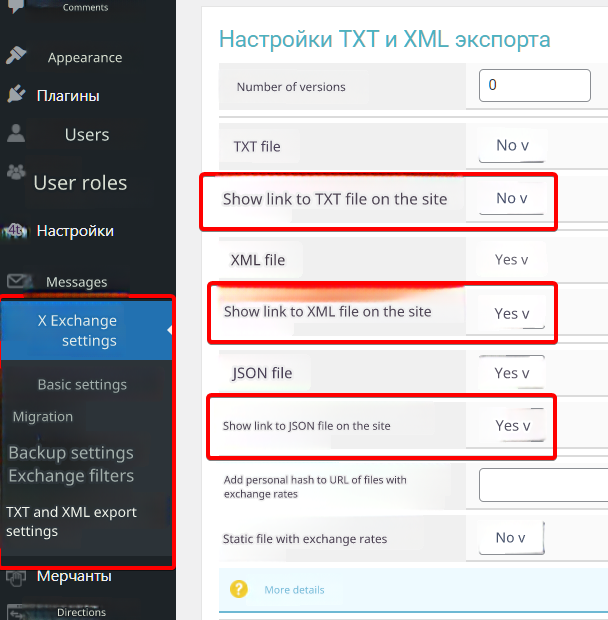 Comments
Appearance
Плагины
Users
User roles
Настройки
Messages
X Exchange
settings
Basic settings
Migration
Backup settings
Exchange filters
TXT and XML export
settings
Мерчанты
Directions
Настройки TXT и XML экспорта
Number of versions
0
TXT file
No v
Show link to TXT file on the site
No v
XML file
Yes v
Show link to XML file on the site
Yes v
JSON file
Yes v
Show link to JSON file on the site
Yes v
Add personal hash to URL of files with
exchange rates
Static file with exchange rates
No v
? More details